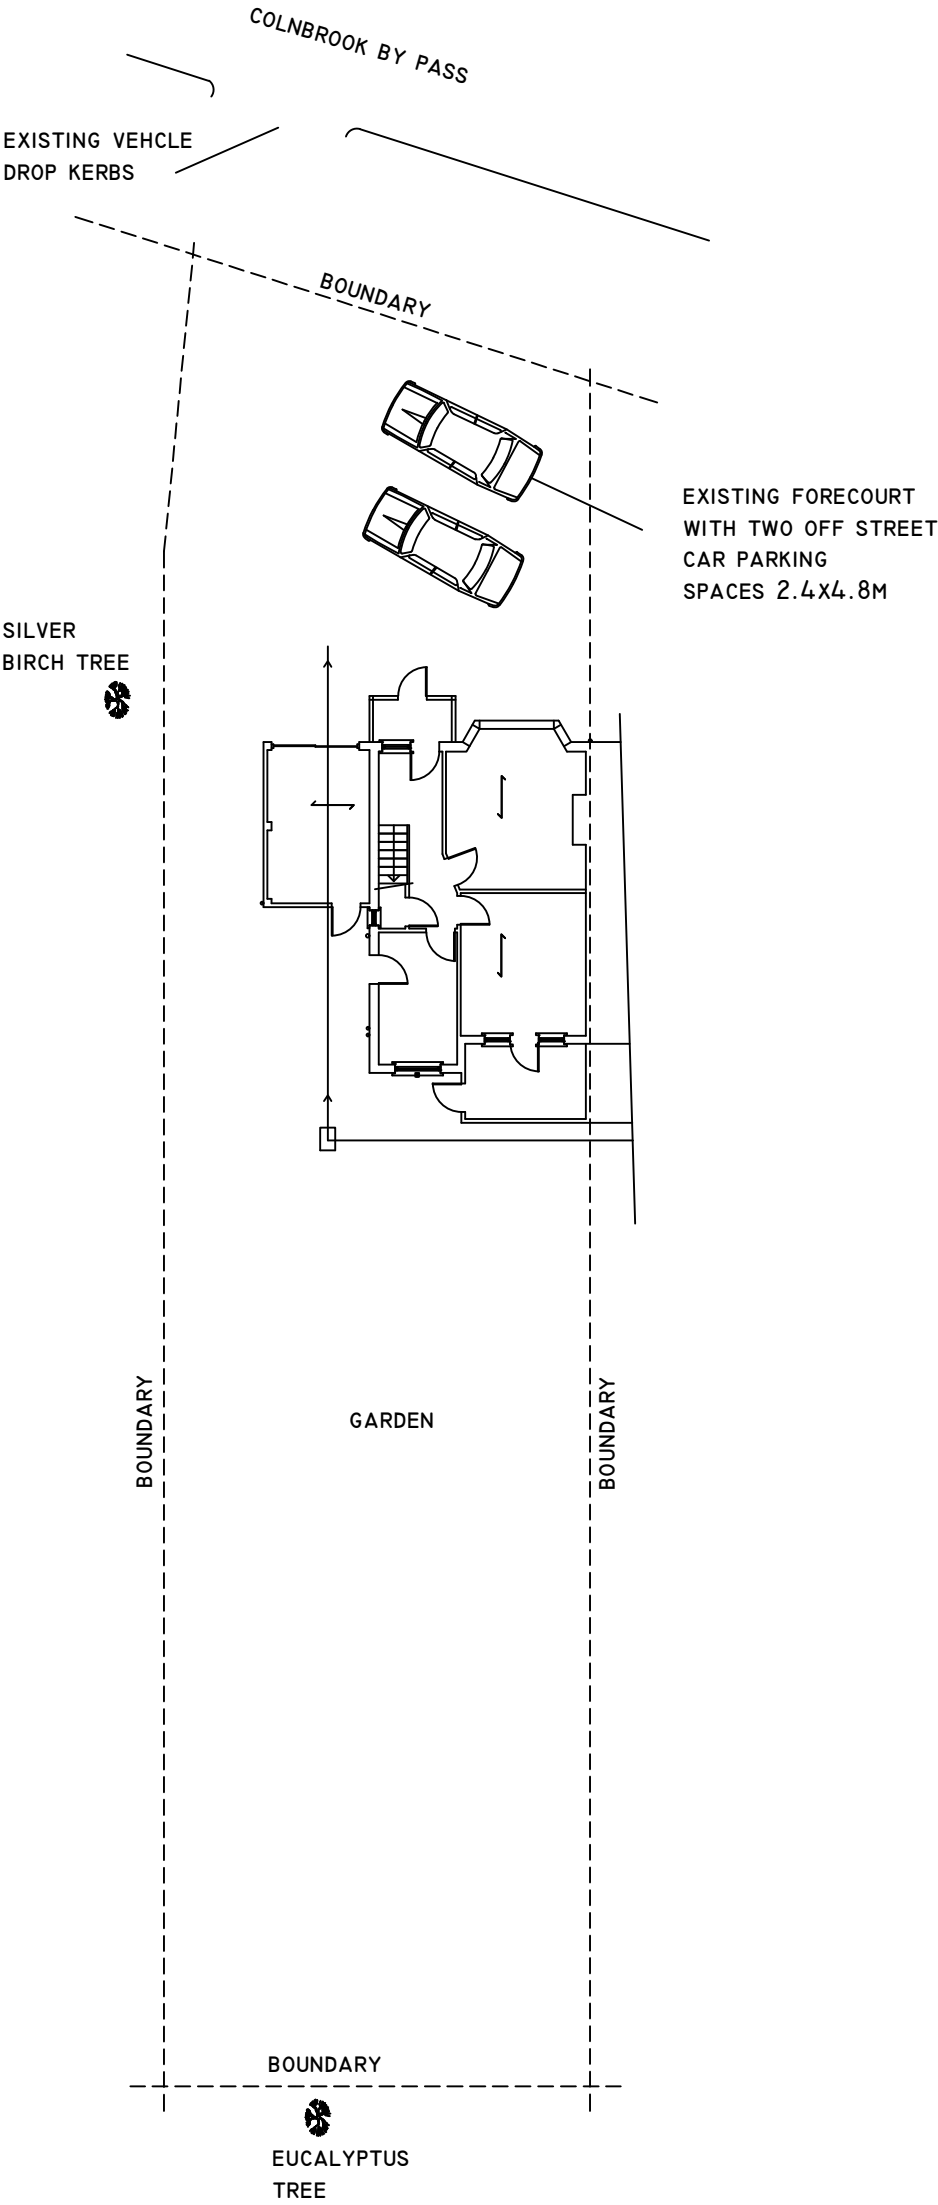 COLNBROOK BY PASS
EXISTING VEHCLE
DROP KERBS
BOUNDARY
EXISTING FORECOURT
WITH TWO OFF STREET
CAR PARKING
SPACES 2.4X4.8M
SILVER
BIRCH TREE
BOUNDARY
GARDEN
BOUNDARY
BOUNDARY
EUCALYPTUS
TREE